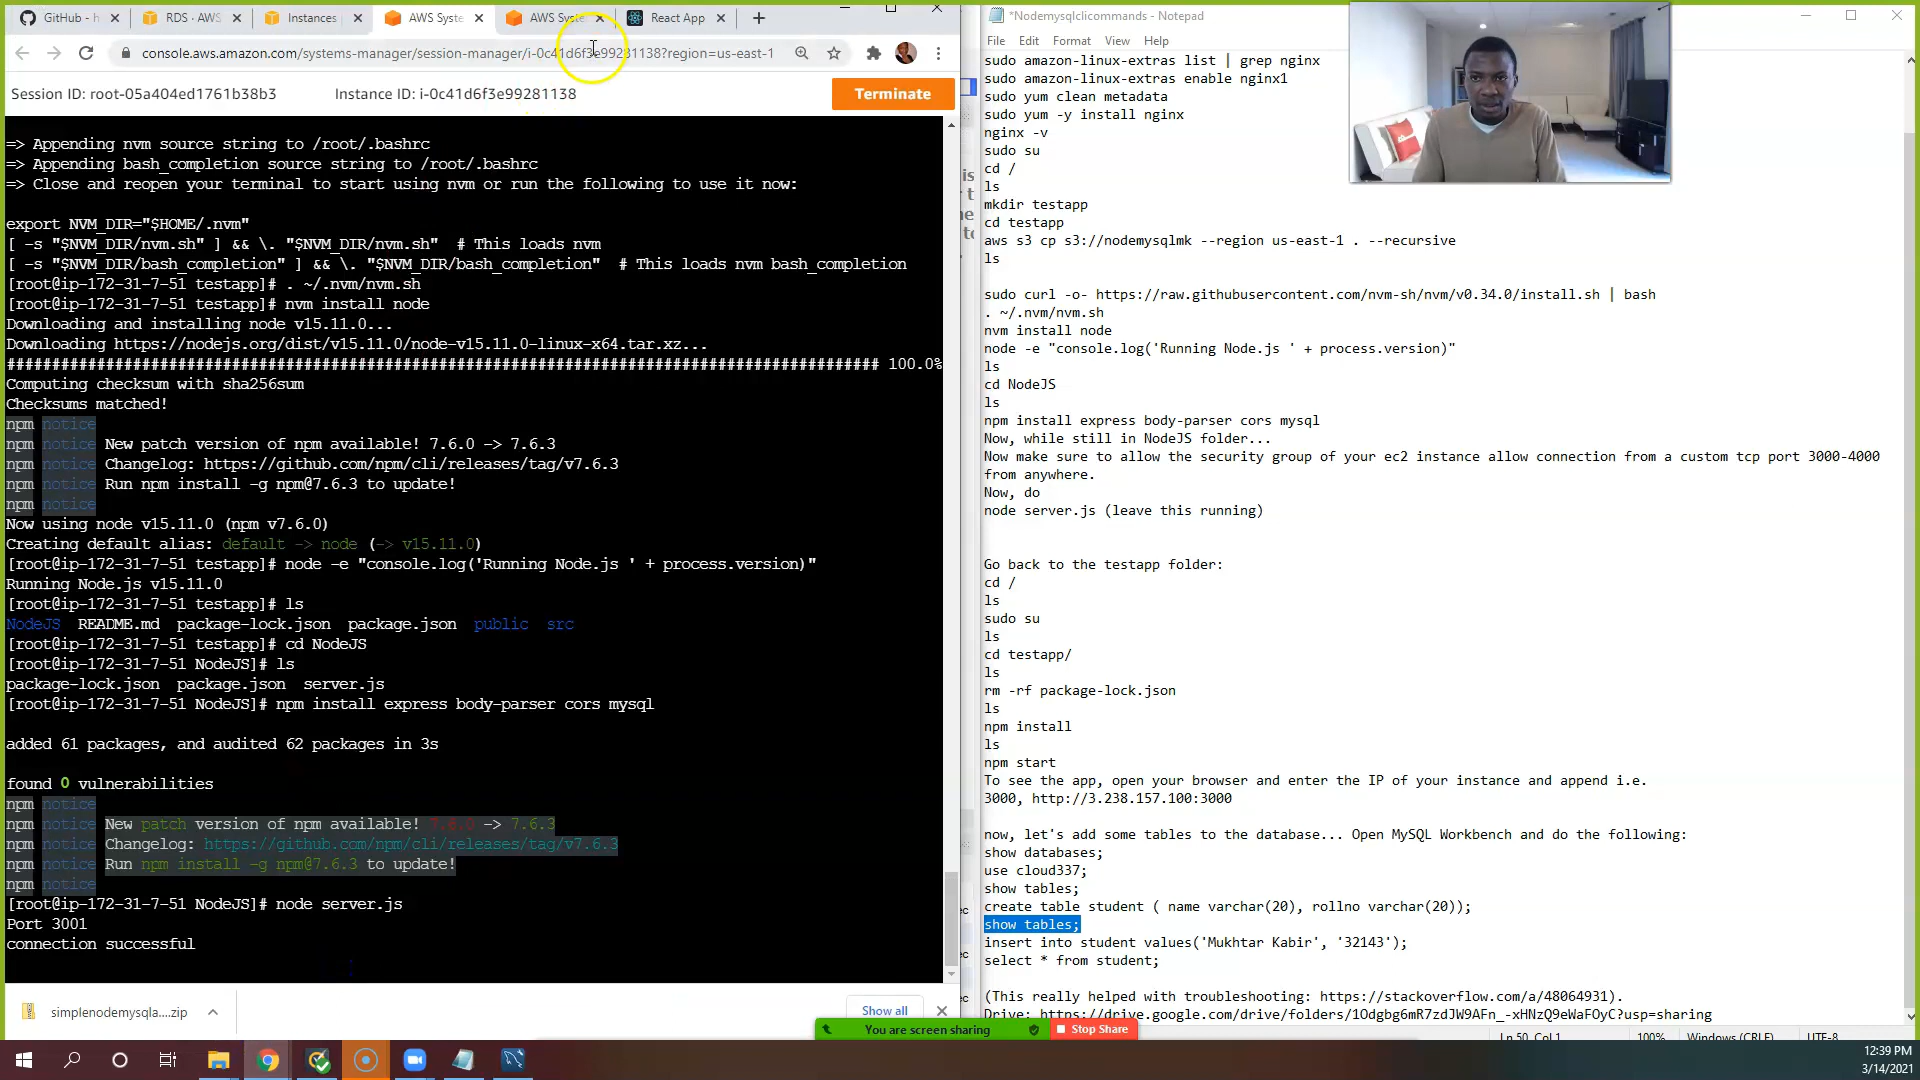 GitHub - h
RDS · AWS
Instances
AWS Syste
AWS Syste
React App
console.aws.amazon.com/systems-manager/session-manager/i-0c41d6f3e99281138?region=us-east-1
Session ID: root-05a404ed1761b38b3
Instance ID: i-0c41d6f3e99281138
Terminate
=> Appending nvm source string to /root/.bashrc
=> Appending bash_completion source string to /root/.bashrc
=> Close and reopen your terminal to start using nvm or run the following to use it now:
export NVM_DIR="$HOME/.nvm"
[ -s "$NVM_DIR/nvm.sh" ] && \. "$NVM_DIR/nvm.sh"  # This loads nvm
[ -s "$NVM_DIR/bash_completion" ] && \. "$NVM_DIR/bash_completion"  # This loads nvm bash_completion
[root@ip-172-31-7-51 testapp]# . ~/.nvm/nvm.sh
[root@ip-172-31-7-51 testapp]# nvm install node
Downloading and installing node v15.11.0...
Downloading https://nodejs.org/dist/v15.11.0/node-v15.11.0-linux-x64.tar.xz...
################################################################################################# 100.0%
Computing checksum with sha256sum
Checksums matched!
npm notice
npm notice New patch version of npm available! 7.6.0 -> 7.6.3
npm notice Changelog: https://github.com/npm/cli/releases/tag/v7.6.3
npm notice Run npm install -g npm@7.6.3 to update!
npm notice
Now using node v15.11.0 (npm v7.6.0)
Creating default alias: default -> node (-> v15.11.0)
[root@ip-172-31-7-51 testapp]# node -e "console.log('Running Node.js ' + process.version)"
Running Node.js v15.11.0
[root@ip-172-31-7-51 testapp]# ls
NodeJS  README.md  package-lock.json  package.json  public  src
[root@ip-172-31-7-51 testapp]# cd NodeJS
[root@ip-172-31-7-51 NodeJS]# ls
package-lock.json  package.json  server.js
[root@ip-172-31-7-51 NodeJS]# npm install express body-parser cors mysql
added 61 packages, and audited 62 packages in 3s
found 0 vulnerabilities
npm notice
npm notice New patch version of npm available! 7.6.0 -> 7.6.3
npm notice Changelog: https://github.com/npm/cli/releases/tag/v7.6.3
npm notice Run npm install -g npm@7.6.3 to update!
npm notice
[root@ip-172-31-7-51 NodeJS]# node server.js
Port 3001
connection successful
simplenodemysqla....zip
Show all
*Nodemysqlclicommands - Notepad
File Edit Format View Help
sudo amazon-linux-extras list | grep nginx
sudo amazon-linux-extras enable nginx1
sudo yum clean metadata
sudo yum -y install nginx
nginx -v
sudo su
cd /
ls
mkdir testapp
cd testapp
aws s3 cp s3://nodemysqlmk --region us-east-1 . --recursive
ls
sudo curl -o- https://raw.githubusercontent.com/nvm-sh/nvm/v0.34.0/install.sh | bash
. ~/.nvm/nvm.sh
nvm install node
node -e "console.log('Running Node.js ' + process.version)"
ls
cd NodeJS
ls
npm install express body-parser cors mysql
Now, while still in NodeJS folder...
Now make sure to allow the security group of your ec2 instance allow connection from a custom tcp port 3000-4000
from anywhere.
Now, do
node server.js (leave this running)
Go back to the testapp folder:
cd /
ls
sudo su
ls
cd testapp/
ls
rm -rf package-lock.json
ls
npm install
ls
npm start
To see the app, open your browser and enter the IP of your instance and append i.e.
3000, http://3.238.157.100:3000
now, let's add some tables to the database... Open MySQL Workbench and do the following:
show databases;
use cloud337;
show tables;
create table student ( name varchar(20), rollno varchar(20));
show tables;
insert into student values('Mukhtar Kabir', '32143');
select * from student;
(This really helped with troubleshooting: https://stackoverflow.com/a/48064931).
Drive: https://drive.google.com/drive/folders/1Odgbg6mR7zdJW9AFn_-xHNzQ9eWaFOyC?usp=sharing
Ln 50, Col 1
100%
Windows (CRLF)
UTF-8
You are screen sharing
Stop Share
12:39 PM
3/14/2021